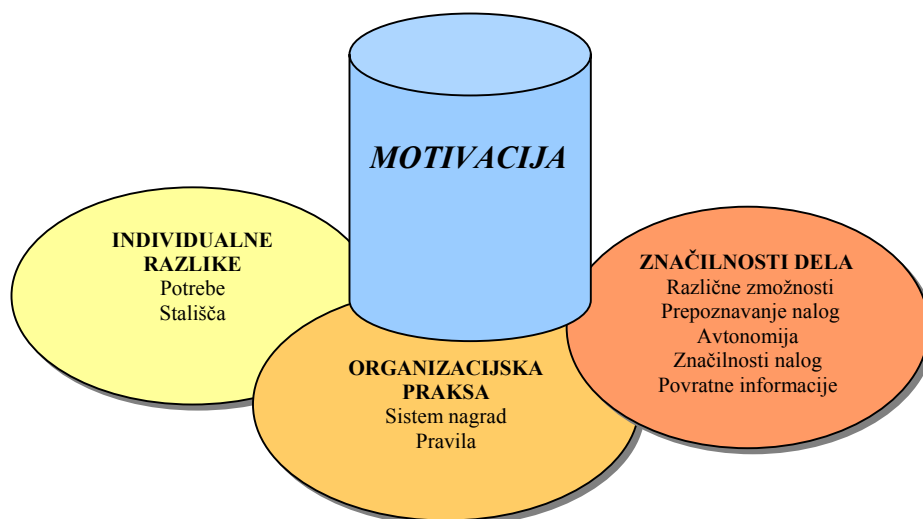 MOTIVACIJA
INDIVIDUALNE
RAZLIKE
Potrebe
Stališča
ORGANIZACIJSKA
PRAKSA
Sistem nagrad
Pravila
ZNAČILNOSTI DELA
Različne zmožnosti
Prepoznavanje nalog
Avtonomija
Značilnosti nalog
Povratne informacije